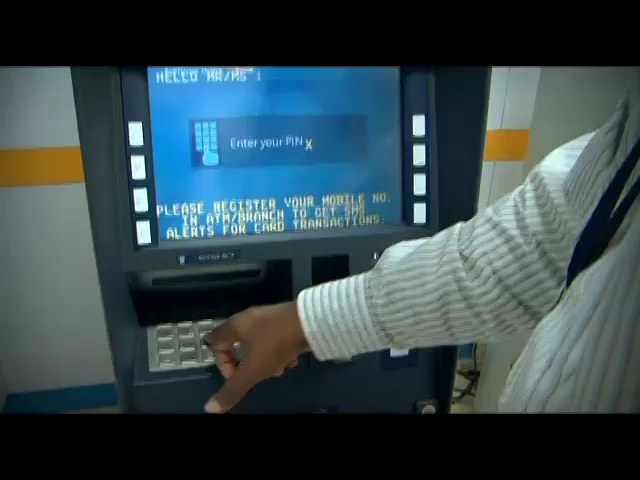 HELLO MR/MS :
Enter your PIN X
PLEASE REGISTER YOUR MOBILE NO.
IN ATM/BRANCH TO GET SMS
ALERTS FOR CARD TRANSACTIONS.